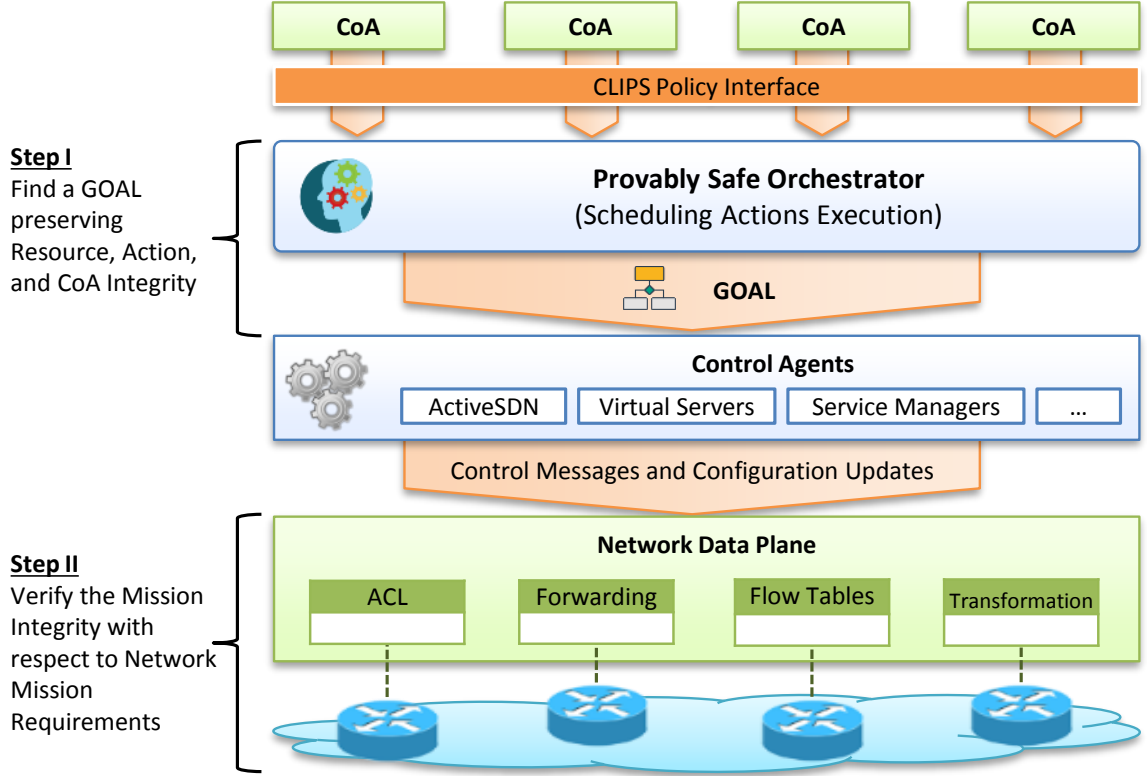 CoA CoA CoA CoA
CLIPS Policy Interface
Step I
Find a GOAL
preserving
Resource, Action,
and CoA Integrity
Provably Safe Orchestrator
(Scheduling Actions Execution)
GOAL
Control Agents
ActiveSDN Virtual Servers Service Managers ...
Control Messages and Configuration Updates
Step II
Verify the Mission
Integrity with
respect to Network
Mission
Requirements
Network Data Plane
ACL Forwarding Flow Tables Transformation